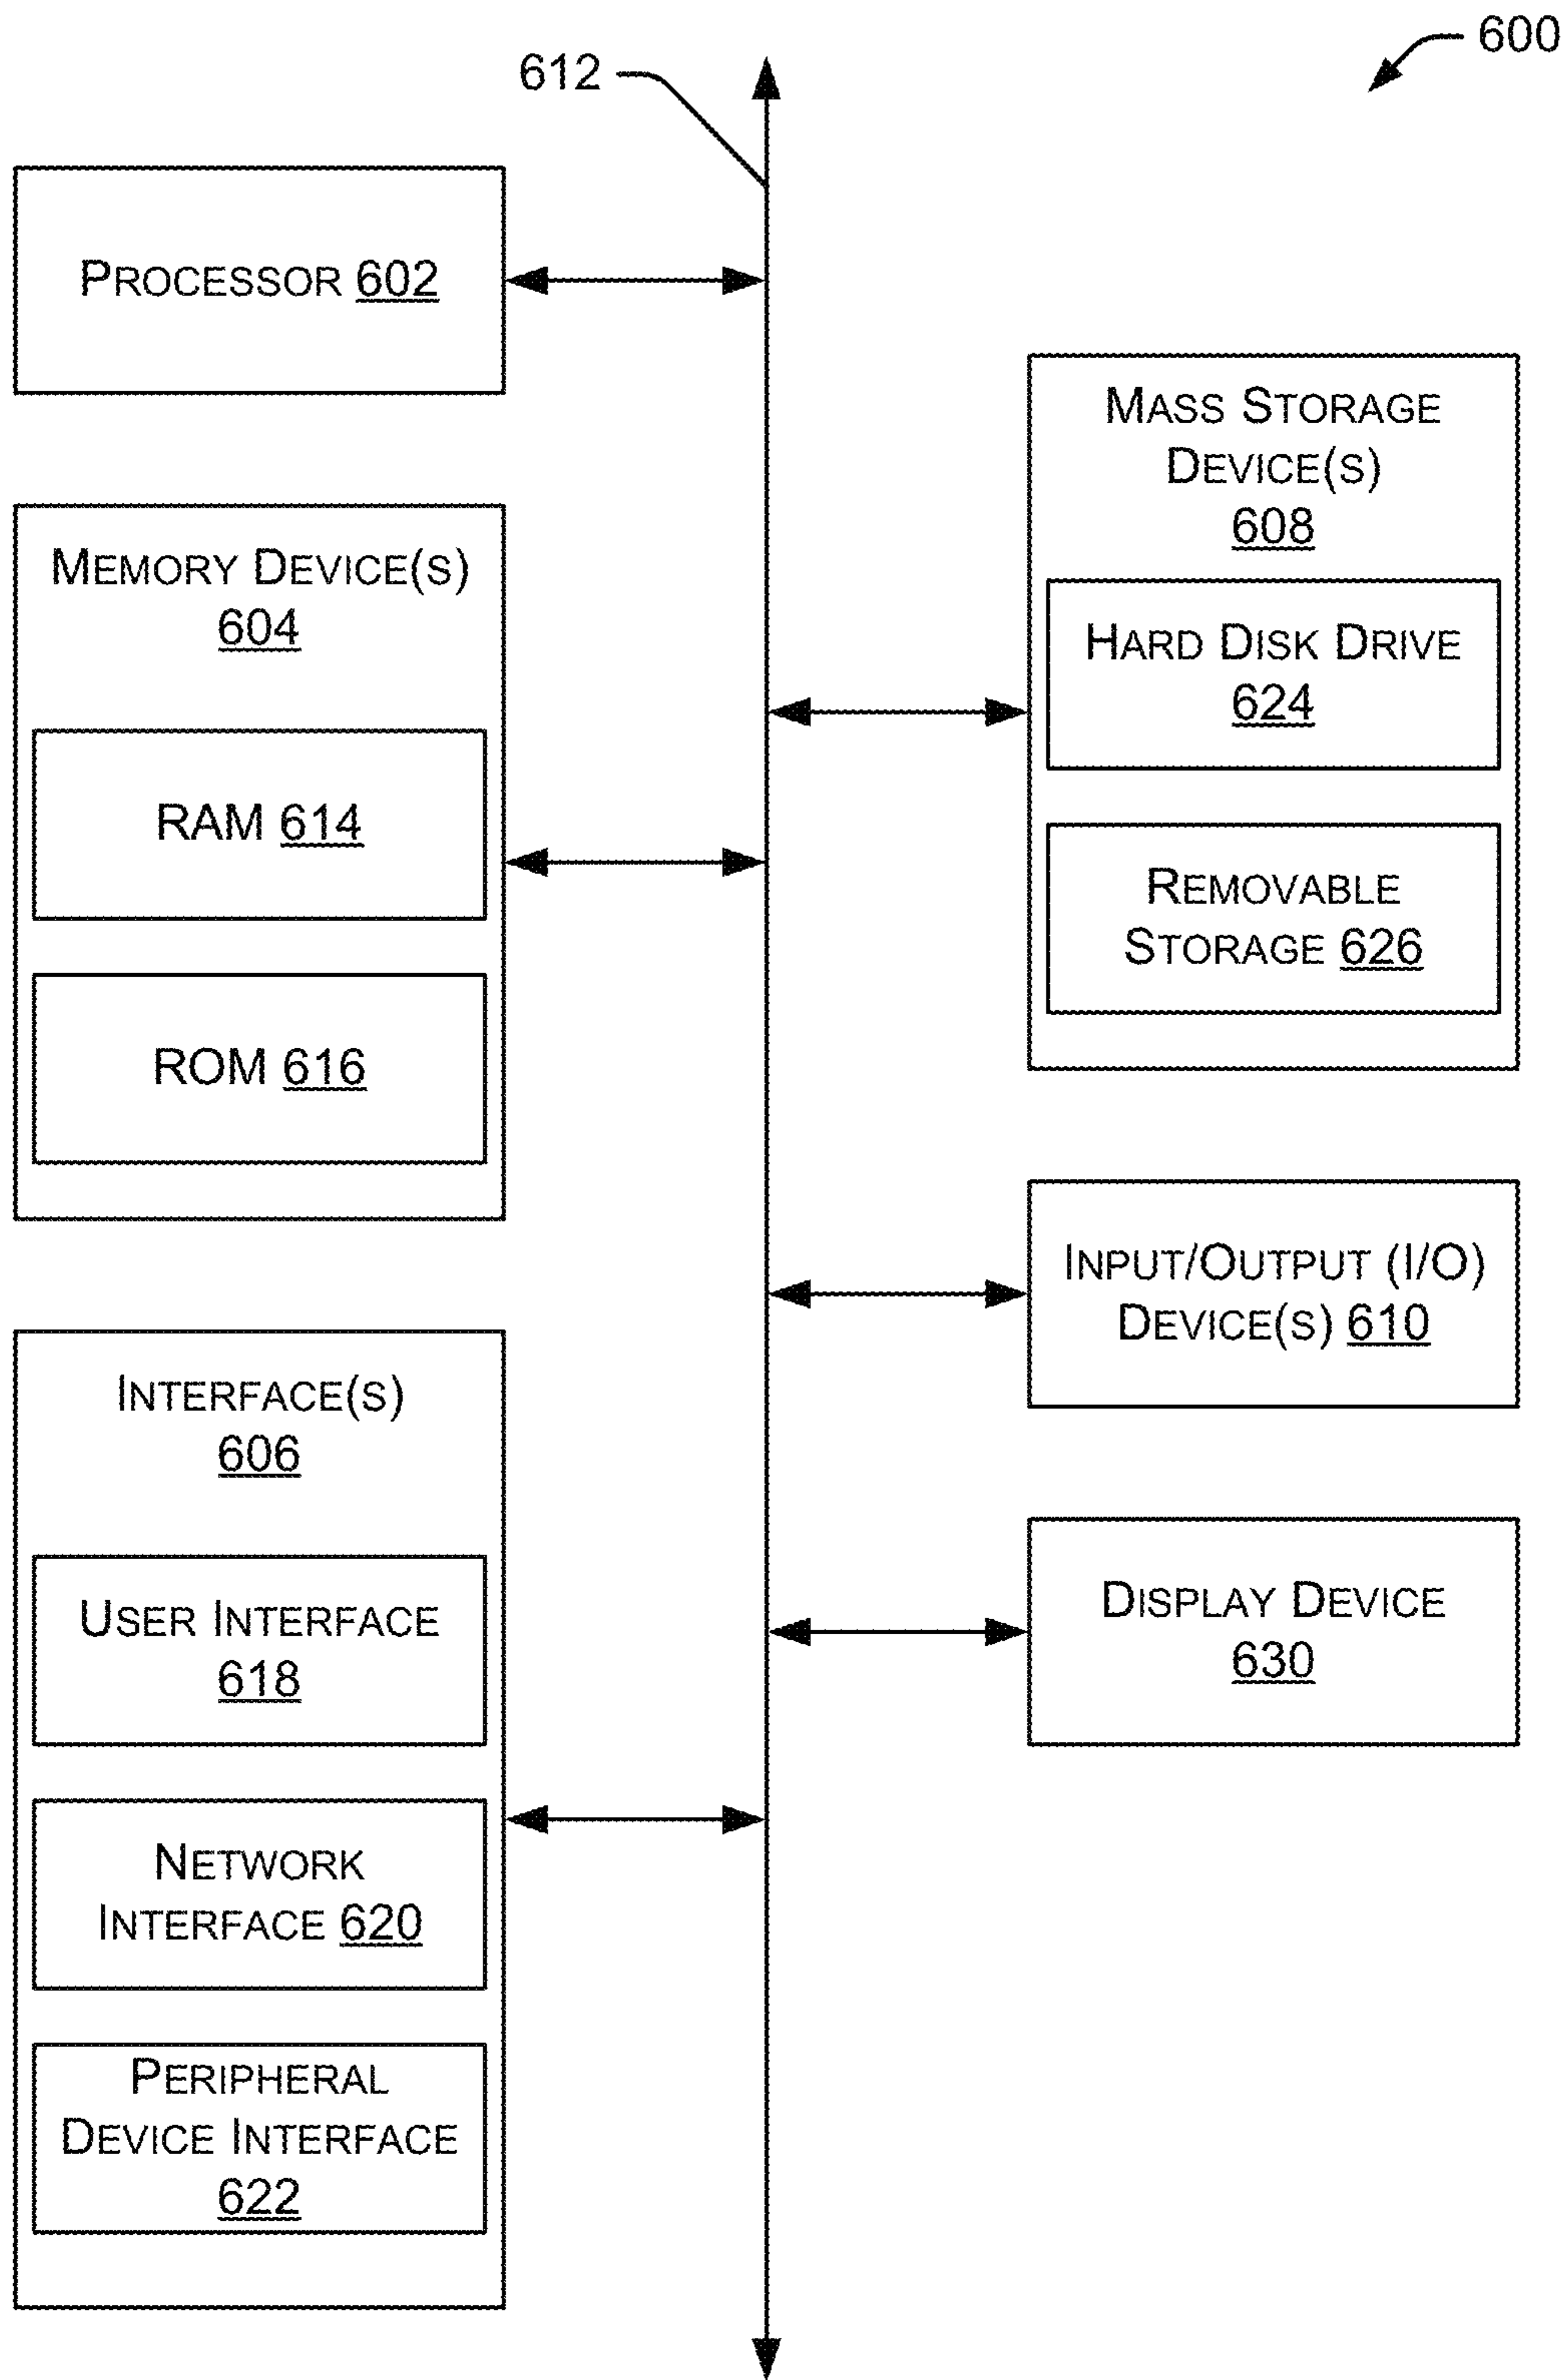 600
612
PROCESSOR 602
MEMORY DEVICE(S)
604
RAM 614
ROM 616
INTERFACE(S)
606
USER INTERFACE
618
NETWORK
INTERFACE 620
PERIPHERAL
DEVICE INTERFACE
622
MASS STORAGE
DEVICE(S)
608
HARD DISK DRIVE
624
REMOVABLE
STORAGE 626
INPUT/OUTPUT (I/O)
DEVICE(S) 610
DISPLAY DEVICE
630